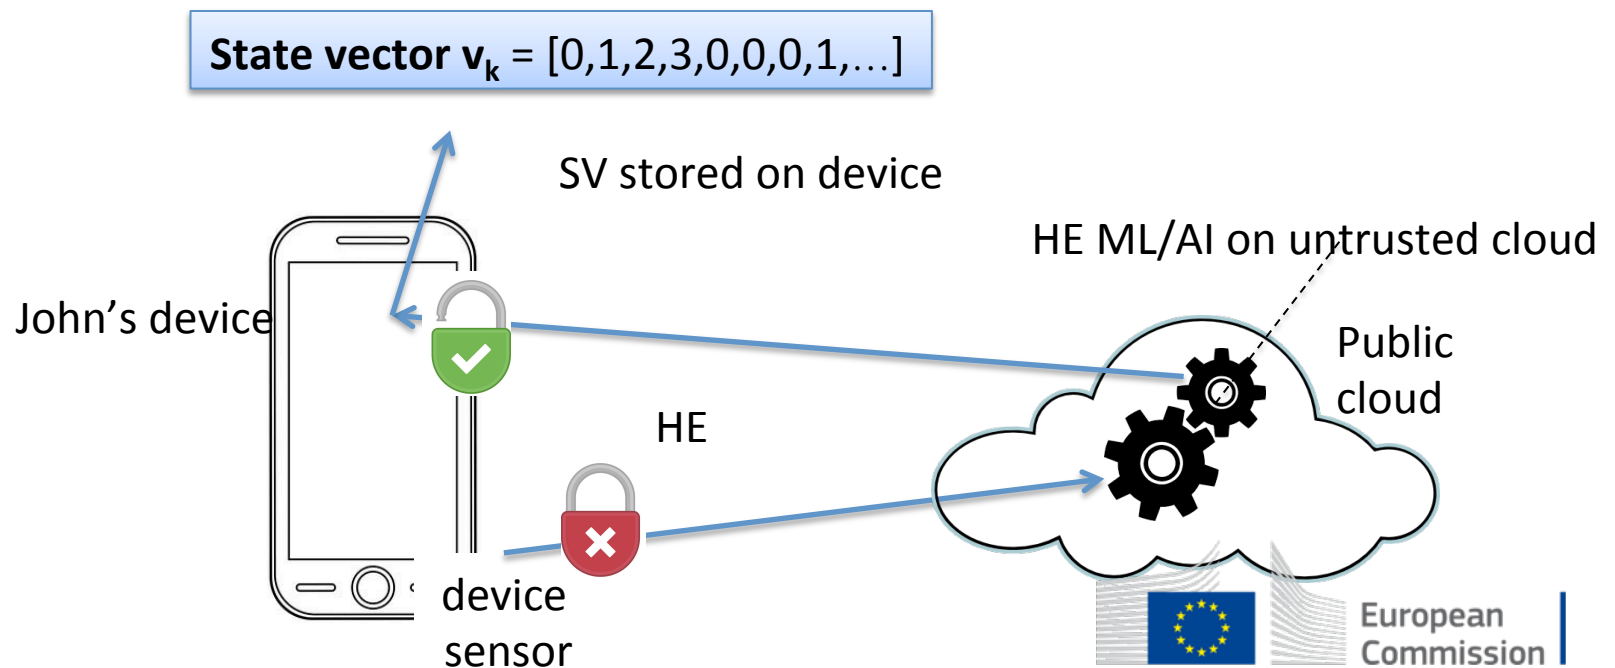 State vector vk = [0,1,2,3,0,0,0,1,…]
SV stored on device
HE ML/AI on untrusted cloud
John’s device
Public
cloud
HE
device
sensor
European
Commission